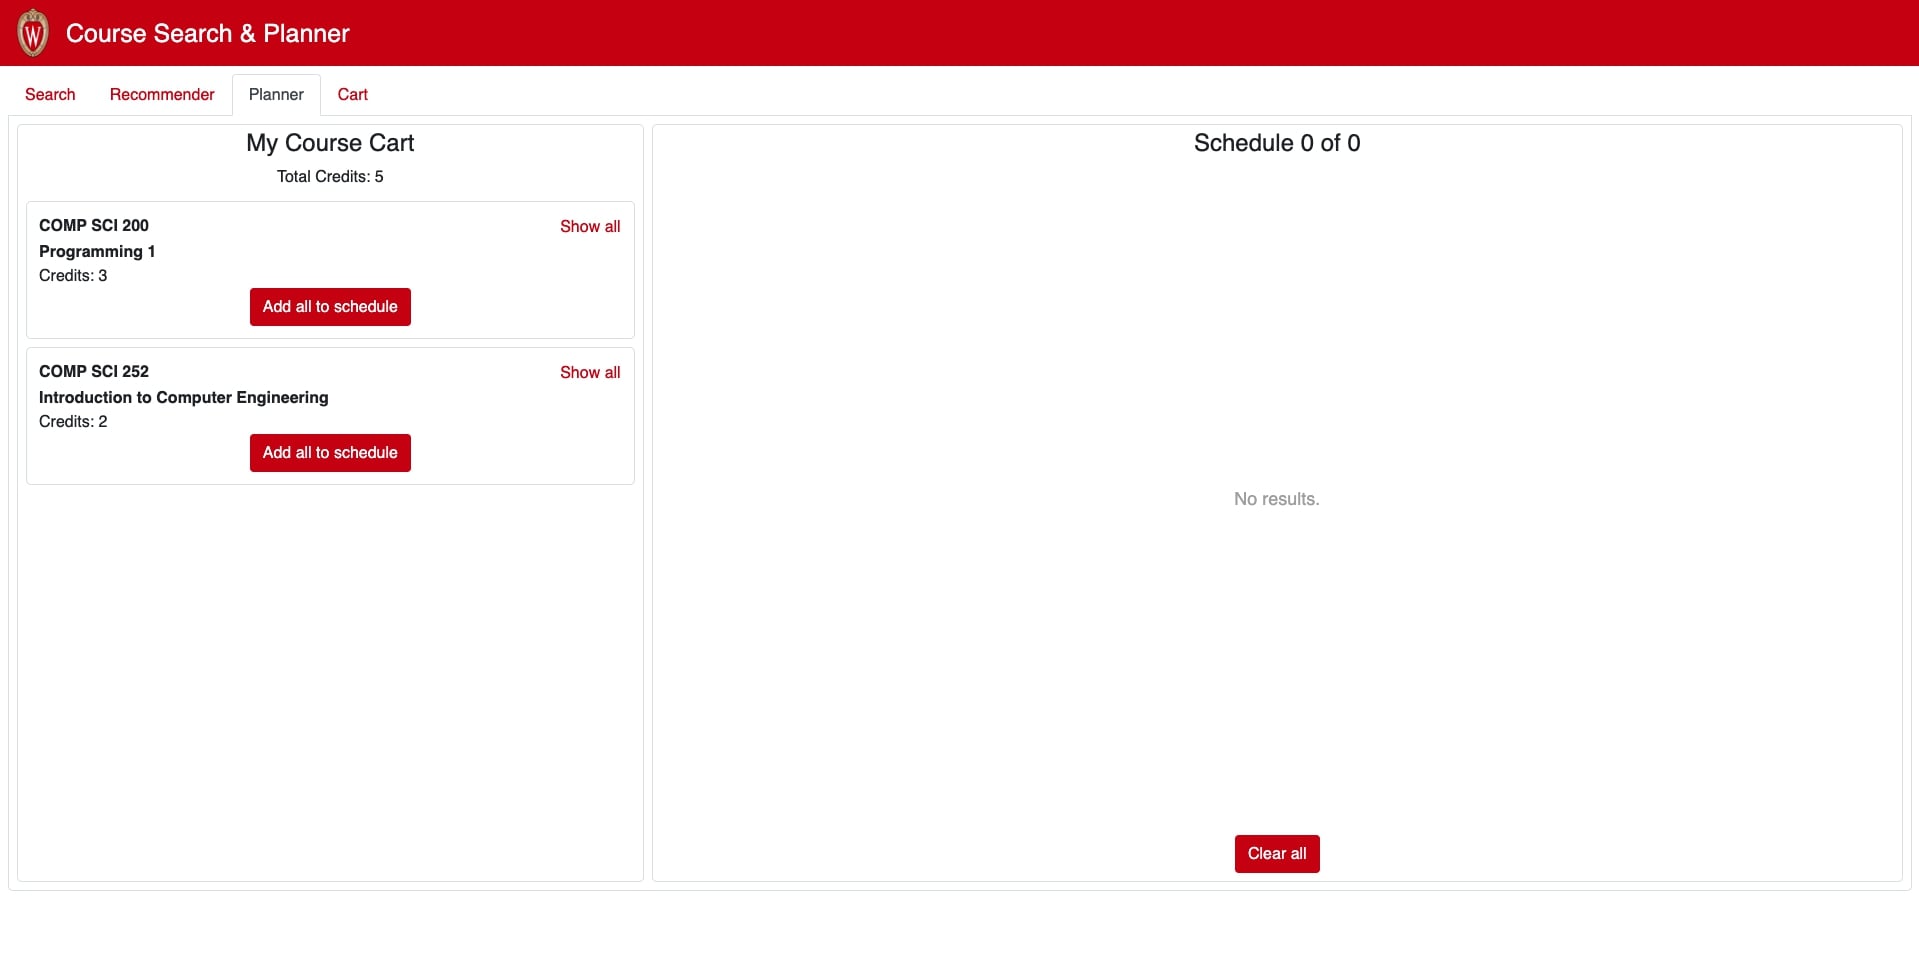 W
Course Search & Planner
Search
Recommender
Planner
Cart
My Course Cart
Total Credits: 5
COMP SCI 200
Show all
Programming 1
Credits: 3
Add all to schedule
COMP SCI 252
Show all
Introduction to Computer Engineering
Credits: 2
Add all to schedule
Schedule 0 of 0
No results.
Clear all